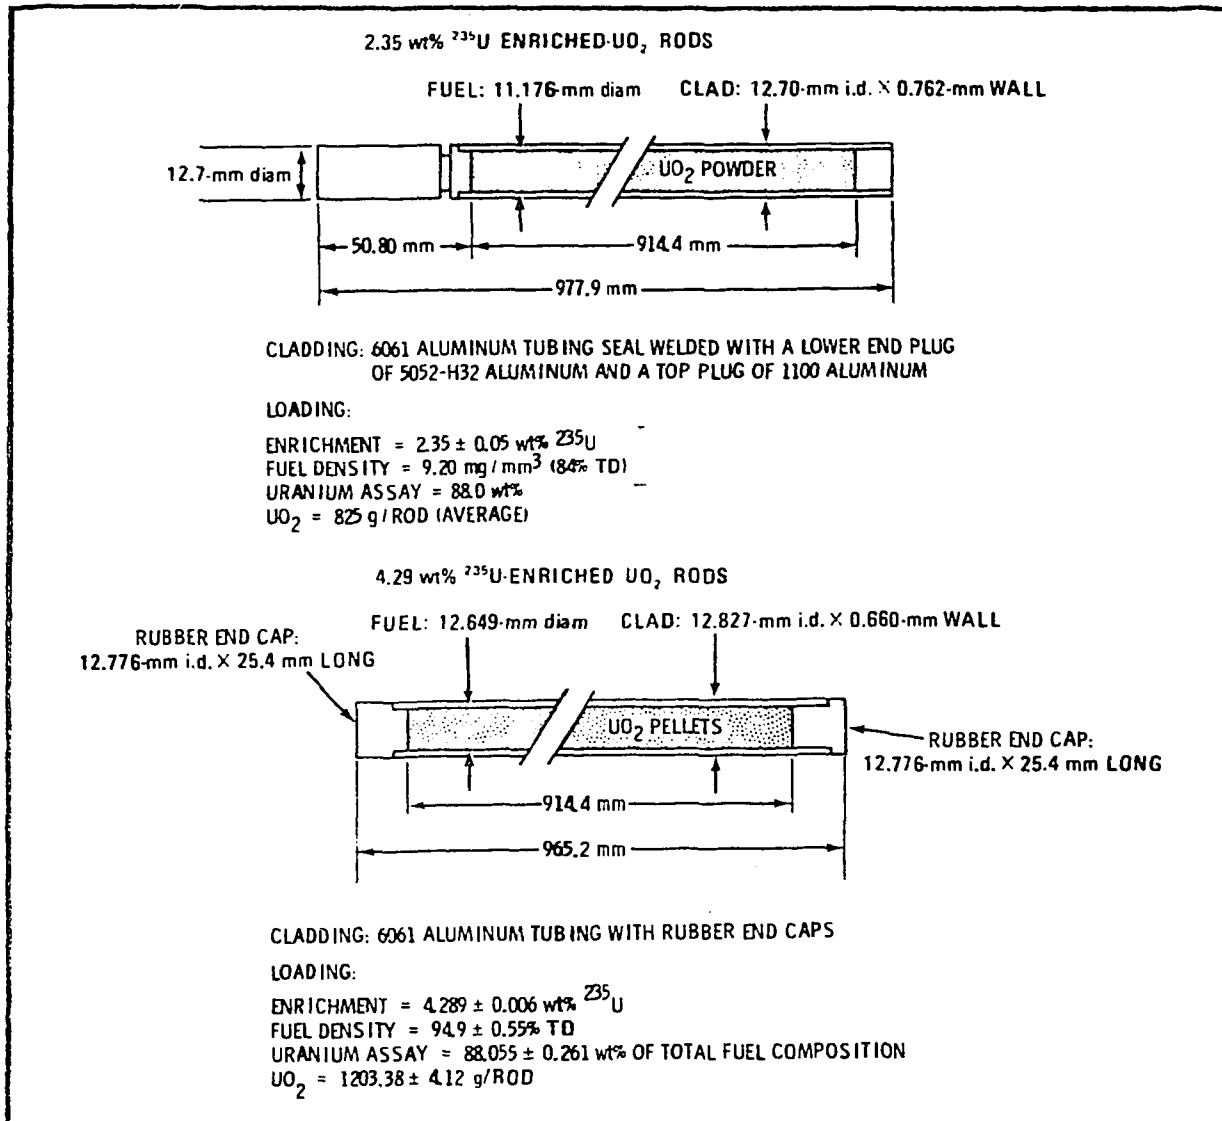 2.35 wt% ²³⁵U ENRICHED-UO₂ RODS
FUEL: 11.176-mm diam CLAD: 12.70-mm i.d. × 0.762-mm WALL
12.7-mm diam
UO₂ POWDER
50.80 mm
914.4 mm
977.9 mm
CLADDING: 6061 ALUMINUM TUBING SEAL WELDED WITH A LOWER END PLUG
OF 5052-H32 ALUMINUM AND A TOP PLUG OF 1100 ALUMINUM
LOADING:
ENRICHMENT = 2.35 ± 0.05 wt% ²³⁵U
FUEL DENSITY = 9.20 mg/mm³ (84% TD)
URANIUM ASSAY = 88.0 wt%
UO₂ = 825 g/ROD (AVERAGE)
4.29 wt% ²³⁵U-ENRICHED UO₂ RODS
FUEL: 12.649-mm diam CLAD: 12.827-mm i.d. × 0.660-mm WALL
RUBBER END CAP:
12.776-mm i.d. × 25.4 mm LONG
UO₂ PELLETS
RUBBER END CAP:
12.776-mm i.d. × 25.4 mm LONG
914.4 mm
965.2 mm
CLADDING: 6061 ALUMINUM TUBING WITH RUBBER END CAPS
LOADING:
ENRICHMENT = 4.289 ± 0.006 wt% ²³⁵U
FUEL DENSITY = 94.9 ± 0.55% TD
URANIUM ASSAY = 88.055 ± 0.261 wt% OF TOTAL FUEL COMPOSITION
UO₂ = 1203.38 ± 4.12 g/ROD